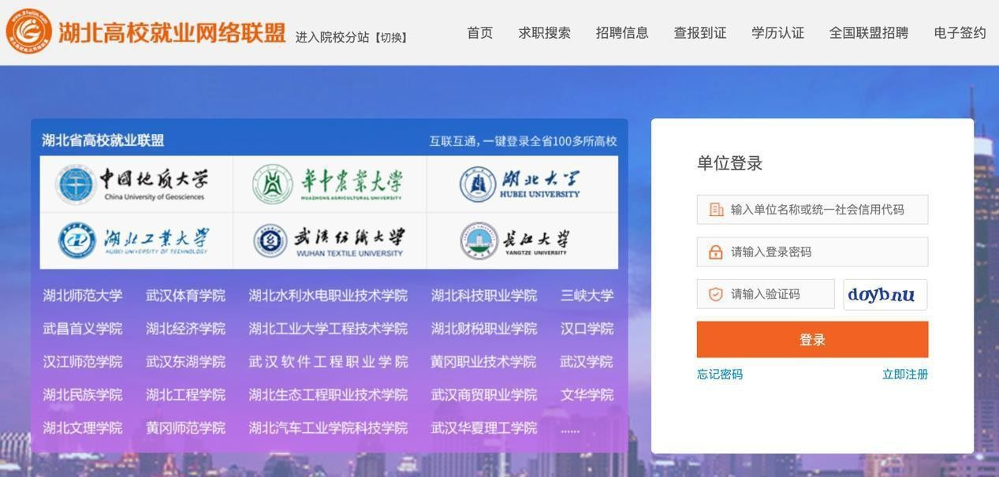 湖北高校就业网络联盟 进入院校分站【切换】 首页 求职搜索 招聘信息 查报到证 学历认证 全国联盟招聘 电子签约
湖北省高校就业联盟 互联互通,一键登录全省100多所高校
中国地质大学 华中农业大学 湖北大学
China University of Geosciences HUAZHONG AGRICULTURAL UNIVERSITY HUBEI UNIVERSITY
湖北工业大学 武汉纺织大学 长江大学
HUBEI UNIVERSITY OF TECHNOLOGY WUHAN TEXTILE UNIVERSITY YANGTZE UNIVERSITY
湖北师范大学 武汉体育学院 湖北水利水电职业技术学院 湖北科技职业学院 三峡大学
武昌首义学院 湖北经济学院 湖北工业大学工程技术学院 湖北财税职业学院 汉口学院
汉江师范学院 武汉东湖学院 武汉软件工程职业学院 黄冈职业技术学院 武汉学院
湖北民族学院 湖北工程学院 湖北生态工程职业技术学院 武汉商贸职业学院 文华学院
湖北文理学院 黄冈师范学院 湖北汽车工业学院科技学院 武汉华夏理工学院 ......
单位登录
输入单位名称或统一社会信用代码
请输入登录密码
请输入验证码 doybnu
登录
忘记密码 立即注册